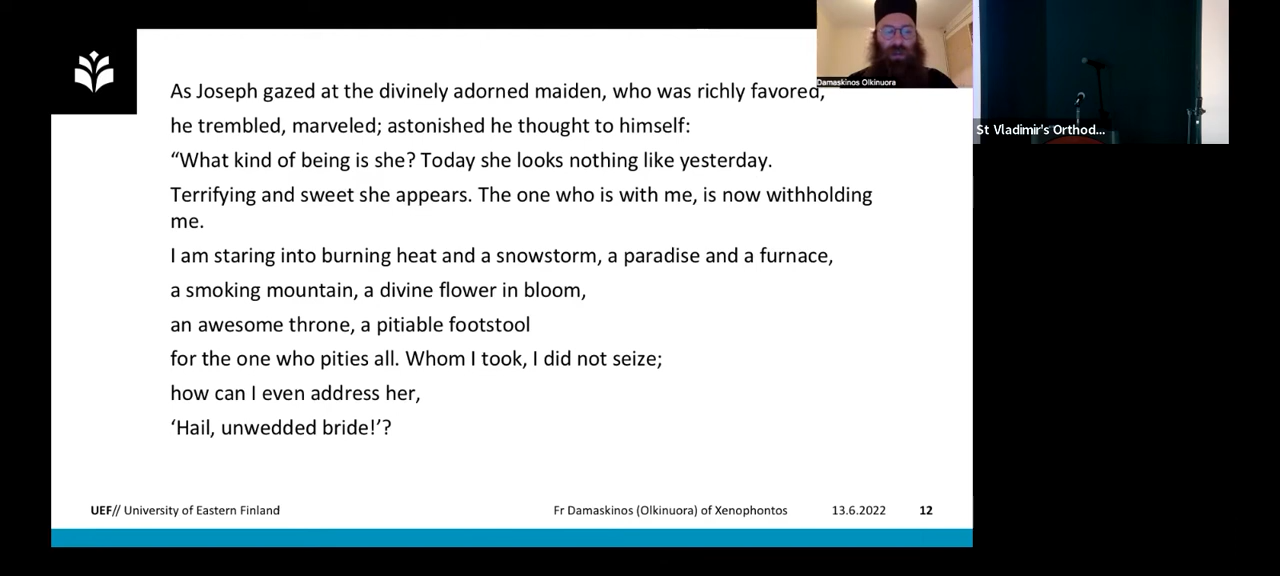 Damaskinos Olkinuora
St Vladimir's Orthod...
As Joseph gazed at the divinely adorned maiden, who was richly favored,
he trembled, marveled; astonished he thought to himself:
“What kind of being is she? Today she looks nothing like yesterday.
Terrifying and sweet she appears. The one who is with me, is now withholding
me.
I am staring into burning heat and a snowstorm, a paradise and a furnace,
a smoking mountain, a divine flower in bloom,
an awesome throne, a pitiable footstool
for the one who pities all. Whom I took, I did not seize;
how can I even address her,
‘Hail, unwedded bride!’?
UEF// University of Eastern Finland
Fr Damaskinos (Olkinuora) of Xenophontos
13.6.2022
12